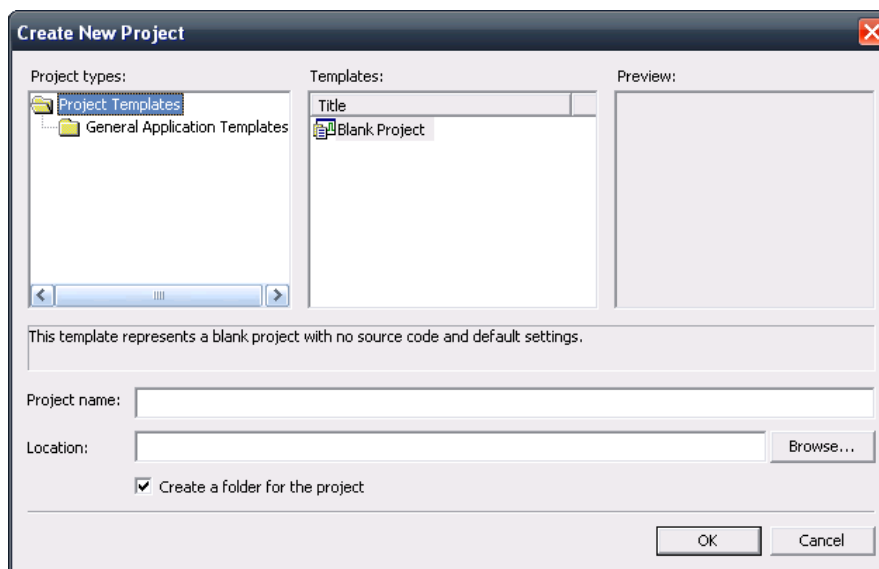 Create New Project
Project types:
Templates:
Preview:
Project Templates
General Application Templates
Title
Blank Project
This template represents a blank project with no source code and default settings.
Project name:
Location:
Browse...
Create a folder for the project
OK
Cancel